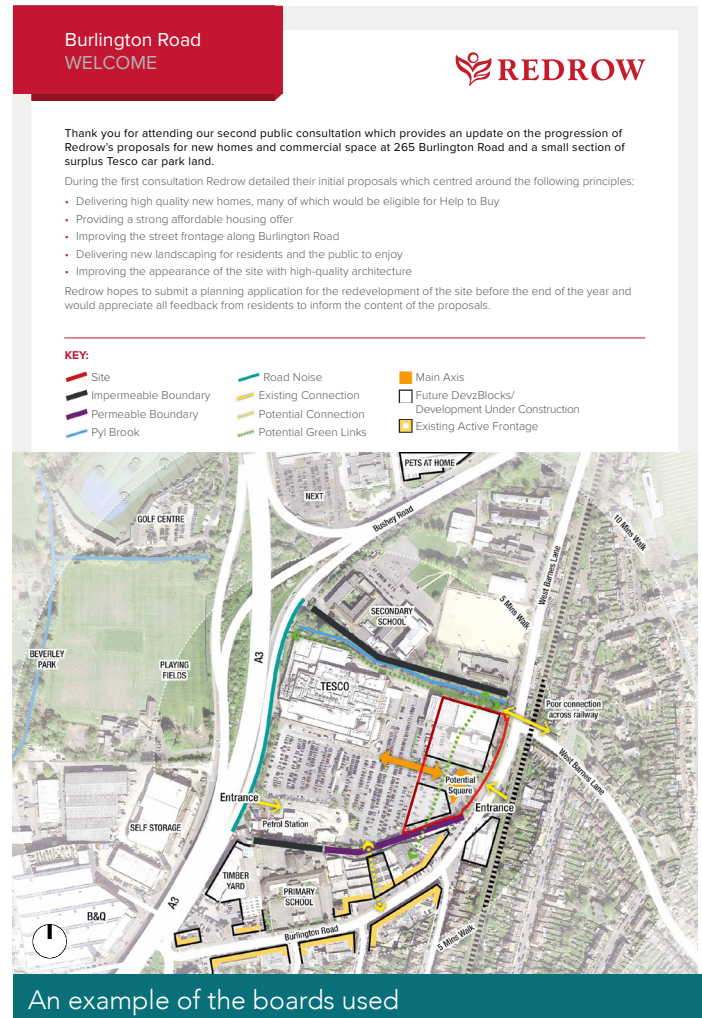 Burlington Road
WELCOME
REDROW
Thank you for attending our second public consultation which provides an update on the progression of
Redrow's proposals for new homes and commercial space at 265 Burlington Road and a small section of
surplus Tesco car park land.
During the first consultation Redrow detailed their initial proposals which centred around the following principles:
• Delivering high quality new homes, many of which would be eligible for Help to Buy
• Providing a strong affordable housing offer
• Improving the street frontage along Burlington Road
• Delivering new landscaping for residents and the public to enjoy
• Improving the appearance of the site with high-quality architecture
Redrow hopes to submit a planning application for the redevelopment of the site before the end of the year and
would appreciate all feedback from residents to inform the content of the proposals.
KEY:
Site
Impermeable Boundary
Permeable Boundary
Pyl Brook
Road Noise
Existing Connection
Potential Connection
Potential Green Links
Main Axis
Future DevzBlocks/
Development Under Construction
Existing Active Frontage
PETS AT HOME
NEXT
GOLF CENTRE
Bushey Road
10 Mins Walk
West Barnes Lane
5 Mins Walk
SECONDARY
SCHOOL
BEVERLEY
PARK
PLAYING
FIELDS
A3
TESCO
Poor connection
across railway
West Barnes Lane
Potential
Square
Entrance
Entrance
Petrol Station
SELF STORAGE
TIMBER
YARD
PRIMARY
SCHOOL
B&Q
A3
Burlington Road
5 Mins Walk
An example of the boards used